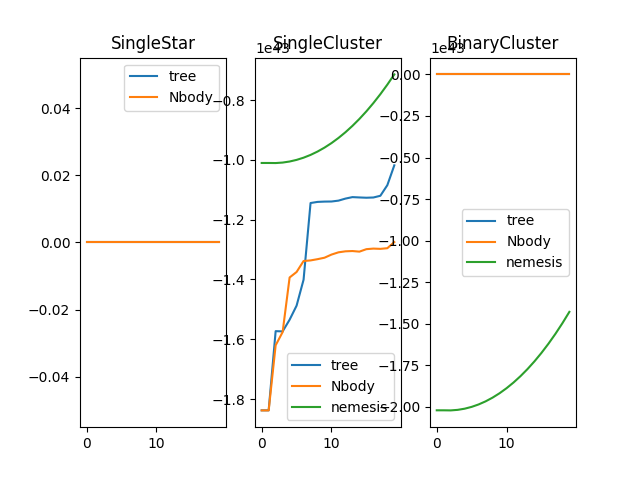 SingleStar
tree
Nbody
0.04
0.02
0.00
−0.02
−0.04
0 10
1e43
SingleCluster
−0.8
−1.0
−1.2
−1.4
−1.6
−1.8
tree
Nbody
nemesis
0 10
1e43
BinaryCluster
0.00
−0.25
−0.50
−0.75
−1.00
−1.25
−1.50
−1.75
−2.00
tree
Nbody
nemesis
0 10